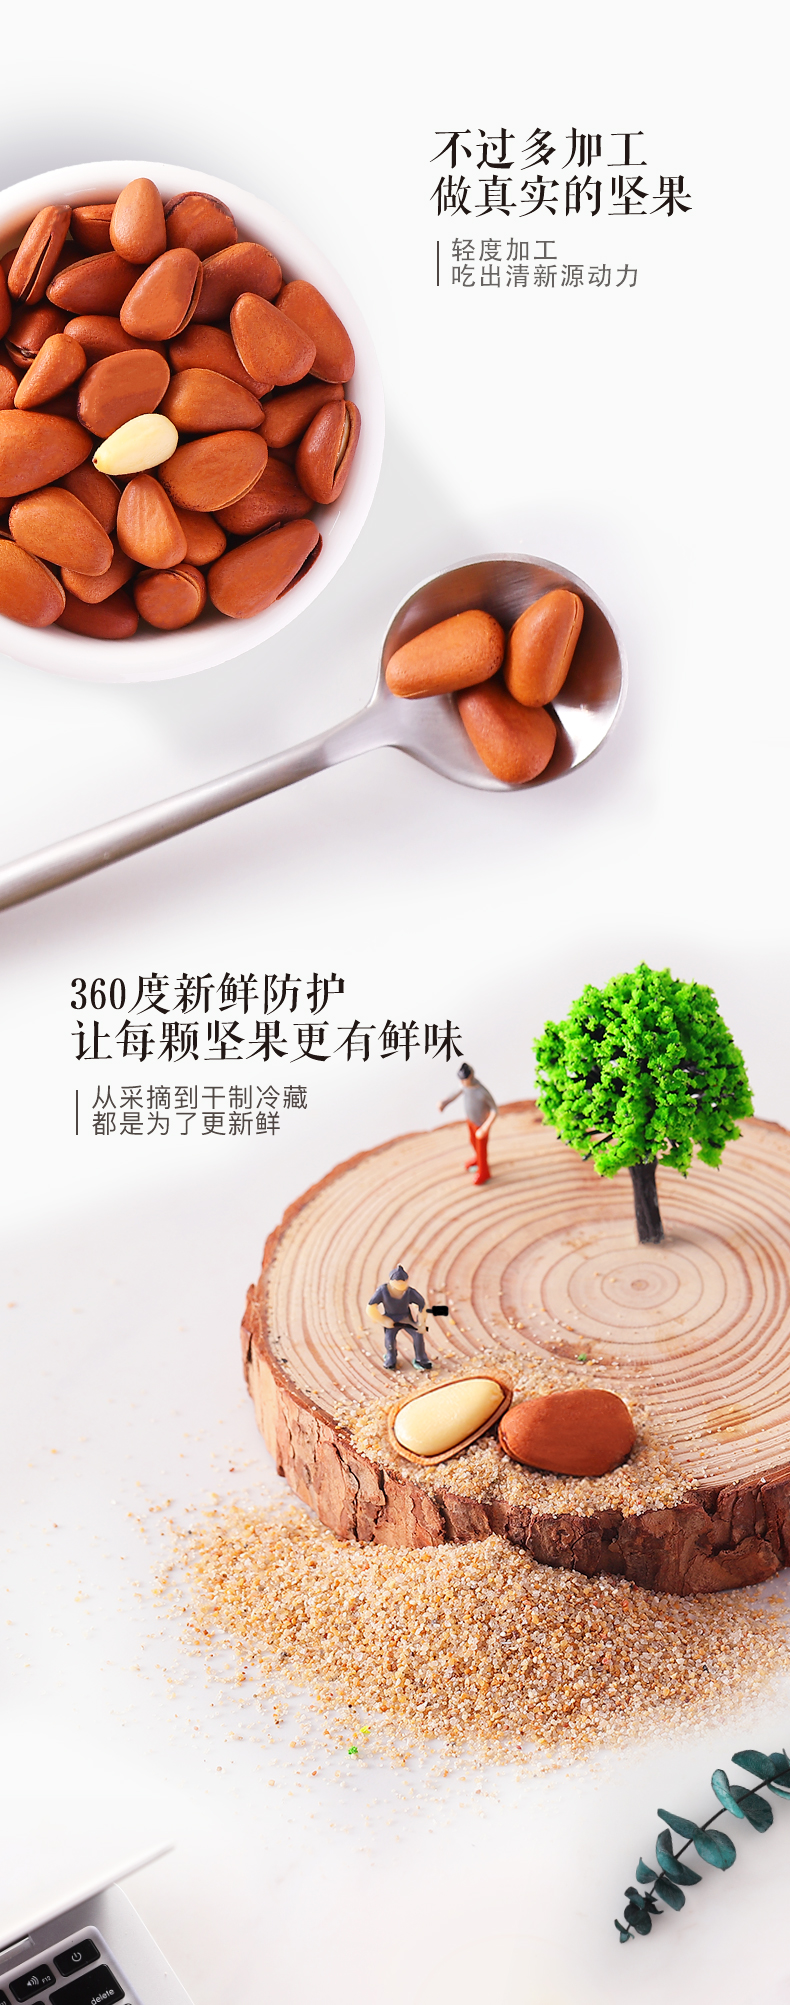 不过多加工
做真实的坚果
轻度加工
吃出清新源动力
360度新鲜防护
让每颗坚果更有鲜味
从采摘到干制冷藏
都是为了更新鲜
F12
delete